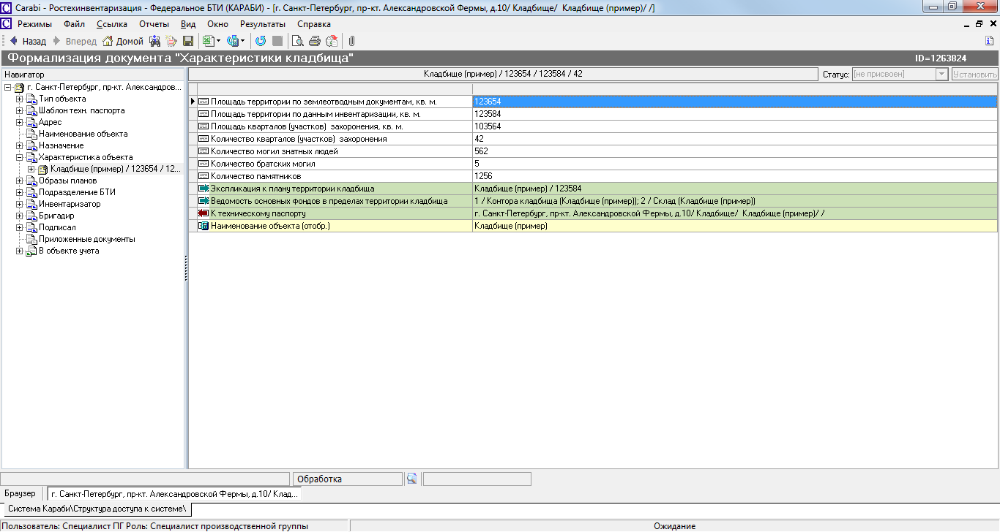 Carabi - Ростехинвентаризация - Федеральное БТИ (КАРАБИ) - [г. Санкт-Петербург, пр-кт. Александровской Фермы, д.10/ Кладбище/ Кладбище (пример)/ /]
Режимы Файл Ссылка Отчеты Вид Окно Результаты Справка
Назад Вперед Домой
Формализация документа "Характеристики кладбища" ID=1263824
Навигатор
г. Санкт-Петербург, пр-кт. Александров...
Тип объекта
Шаблон техн. паспорта
Адрес
Наименование объекта
Назначение
Характеристика объекта
Кладбище (пример) / 123654 / 12...
Образы планов
Подразделение БТИ
Инвентаризатор
Бригадир
Подписал
Приложенные документы
В объекте учета
Кладбище (пример) / 123654 / 123584 / 42 Статус: [не присвоен] Установить
Площадь территории по землеотводным документам, кв. м. 123654
Площадь территории по данным инвентаризации, кв. м. 123584
Площадь кварталов (участков) захоронения, кв. м. 103564
Количество кварталов (участков) захоронения 42
Количество могил знатных людей 562
Количество братских могил 5
Количество памятников 1256
Экспликация к плану территории кладбища Кладбище (пример) / 123584
Ведомость основных фондов в пределах территории кладбища 1 / Контора кладбища (Кладбище (пример)); 2 / Склад (Кладбище (пример))
К техническому паспорту г. Санкт-Петербург, пр-кт. Александровской Фермы, д.10/ Кладбище/ Кладбище (пример)/ /
Наименование объекта (отобр.) Кладбище (пример)
Обработка
Браузер г. Санкт-Петербург, пр-кт. Александровской Фермы, д.10/ Клад...
Система Караби\Структура доступа к системе\
Пользователь: Специалист ПГ Роль: Специалист производственной группы Ожидание